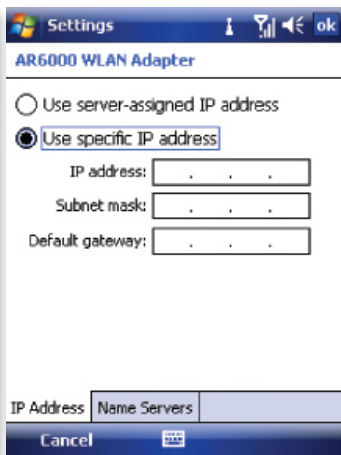 Settings
ok
AR6000 WLAN Adapter
Use server-assigned IP address
Use specific IP address
IP address: . . .
Subnet mask: . . .
Default gateway: . . .
IP Address Name Servers
Cancel